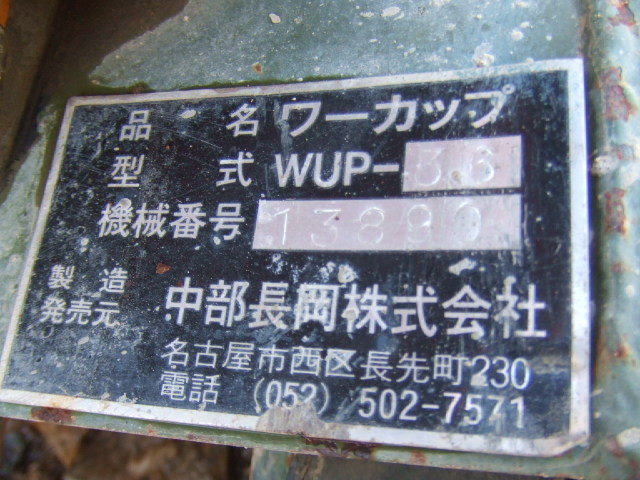 品 名 ワーカップ
型 式 WUP-36
機械番号 13890
製 造
発売元 中部長岡株式会社
名古屋市西区長先町230
電話 (052) 502-7571